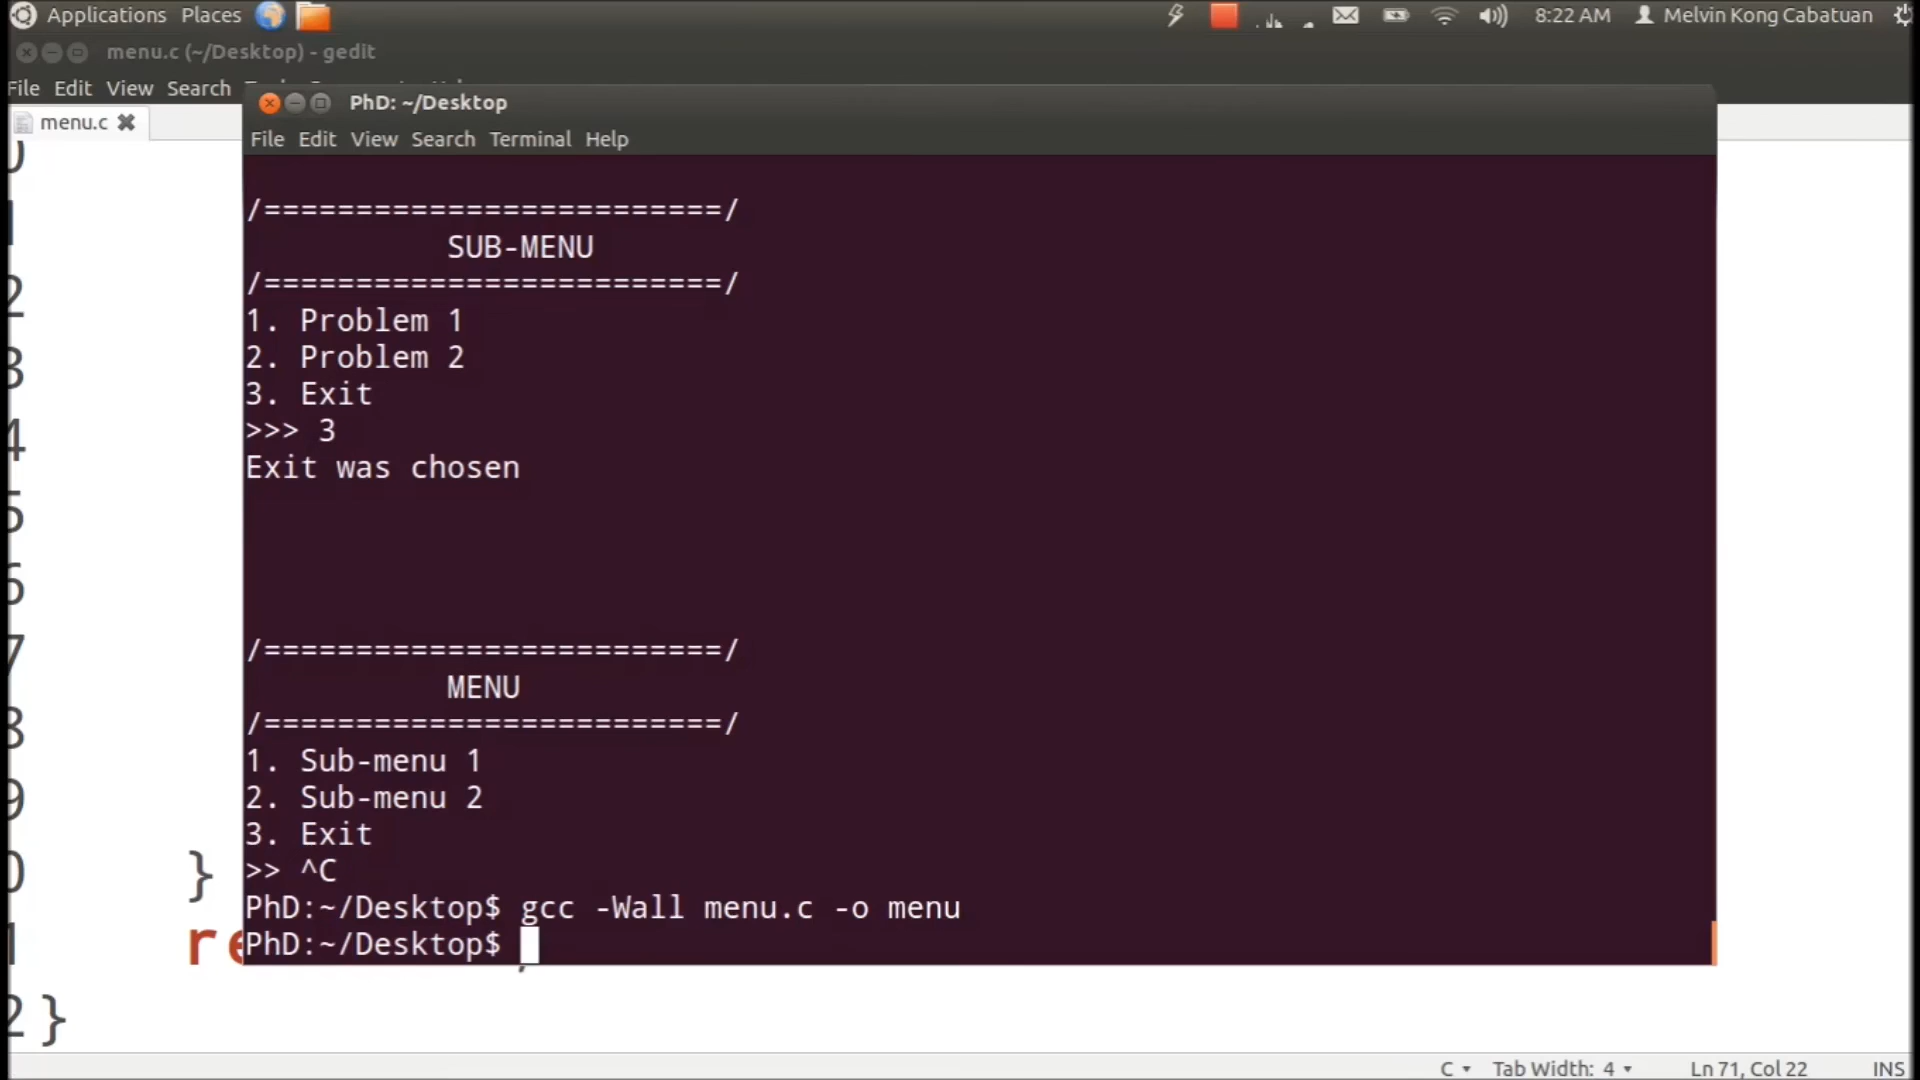 Applications Places 8:22 AM Melvin Kong Cabatuan
menu.c (~/Desktop) - gedit
File Edit View Search
menu.c
PhD: ~/Desktop
File Edit View Search Terminal Help
/=========================/
SUB-MENU
/=========================/
1. Problem 1
2. Problem 2
3. Exit
>>> 3
Exit was chosen
/=========================/
MENU
/=========================/
1. Sub-menu 1
2. Sub-menu 2
3. Exit
>> ^C
}
PhD:~/Desktop$ gcc -Wall menu.c -o menu
re
PhD:~/Desktop$
}
C Tab Width: 4 Ln 71, Col 22 INS